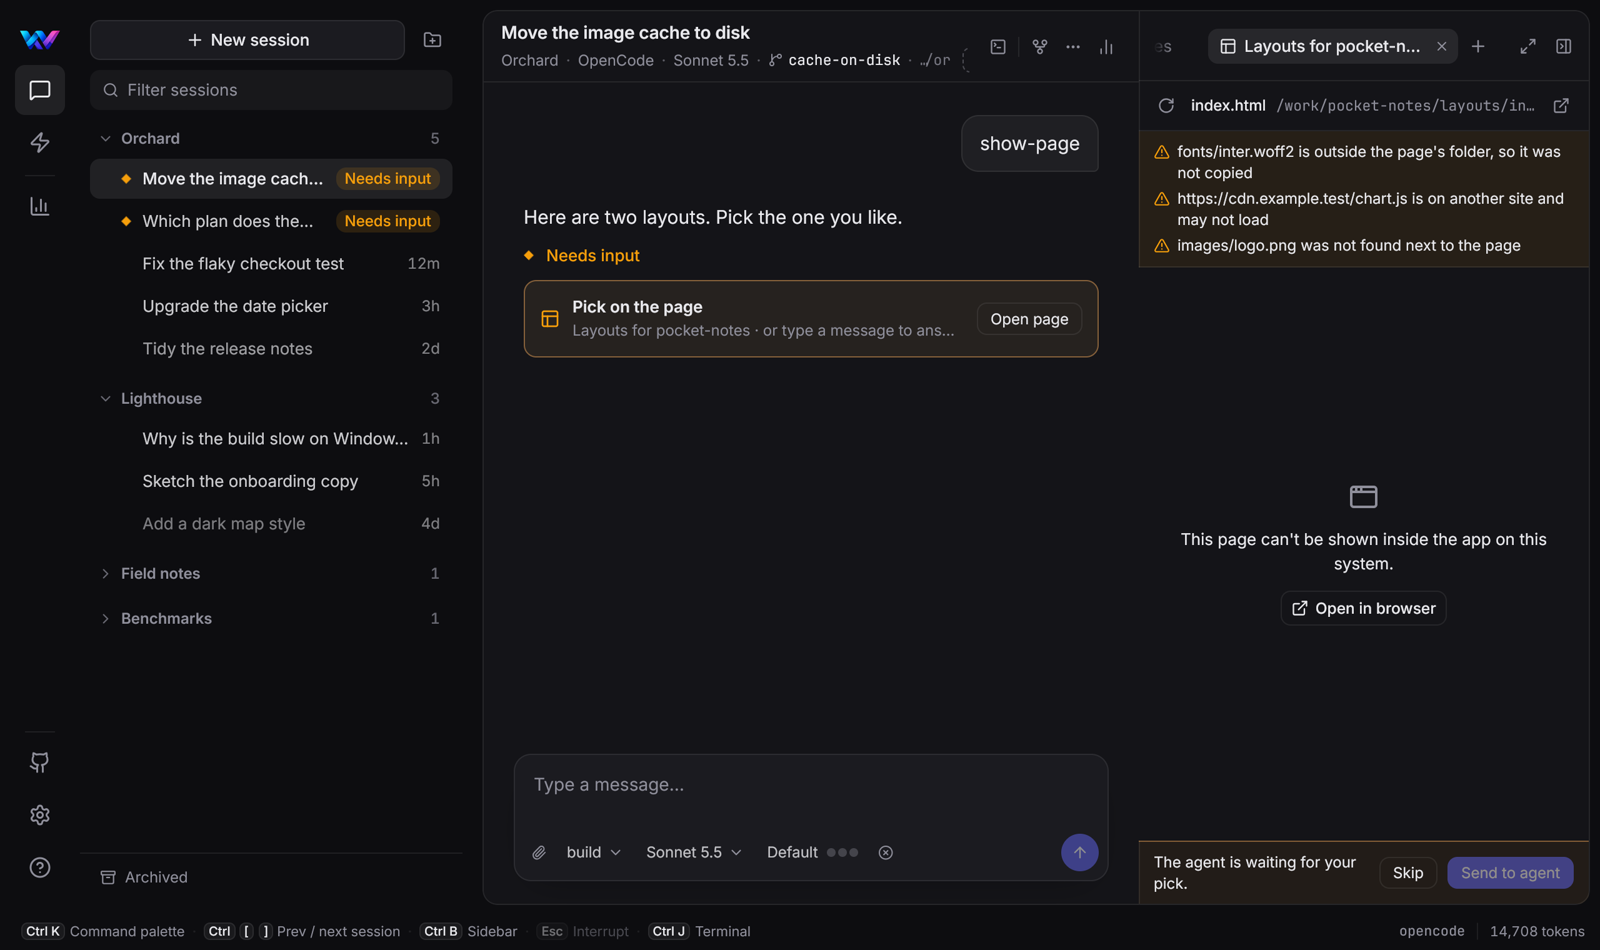 New session
Filter sessions
Orchard 5
Move the image cach... Needs input
Which plan does the... Needs input
Fix the flaky checkout test 12m
Upgrade the date picker 3h
Tidy the release notes 2d
Lighthouse 3
Why is the build slow on Window... 1h
Sketch the onboarding copy 5h
Add a dark map style 4d
Field notes 1
Benchmarks 1
Archived
Move the image cache to disk
Orchard · OpenCode · Sonnet 5.5 · cache-on-disk · …/or
show-page
Here are two layouts. Pick the one you like.
Needs input
Pick on the page
Layouts for pocket-notes · or type a message to ans...
Open page
Type a message...
build Sonnet 5.5 Default
es Layouts for pocket-n...
index.html /work/pocket-notes/layouts/in…
fonts/inter.woff2 is outside the page's folder, so it was
not copied
https://cdn.example.test/chart.js is on another site and
may not load
images/logo.png was not found next to the page
This page can't be shown inside the app on this
system.
Open in browser
The agent is waiting for your
pick.
Skip
Send to agent
Ctrl K Command palette · Ctrl [ ] Prev / next session · Ctrl B Sidebar · Esc Interrupt · Ctrl J Terminal
opencode 14,708 tokens